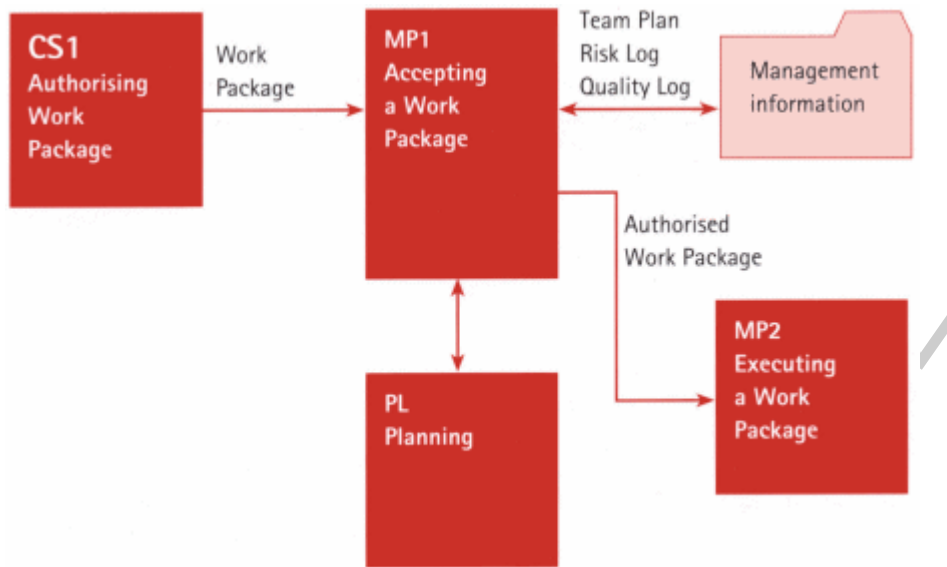 CS1
Authorising
Work
Package
Work
Package
MP1
Accepting
a Work
Package
Team Plan
Risk Log
Quality Log
Management
information
Authorised
Work Package
PL
Planning
MP2
Executing
a Work
Package